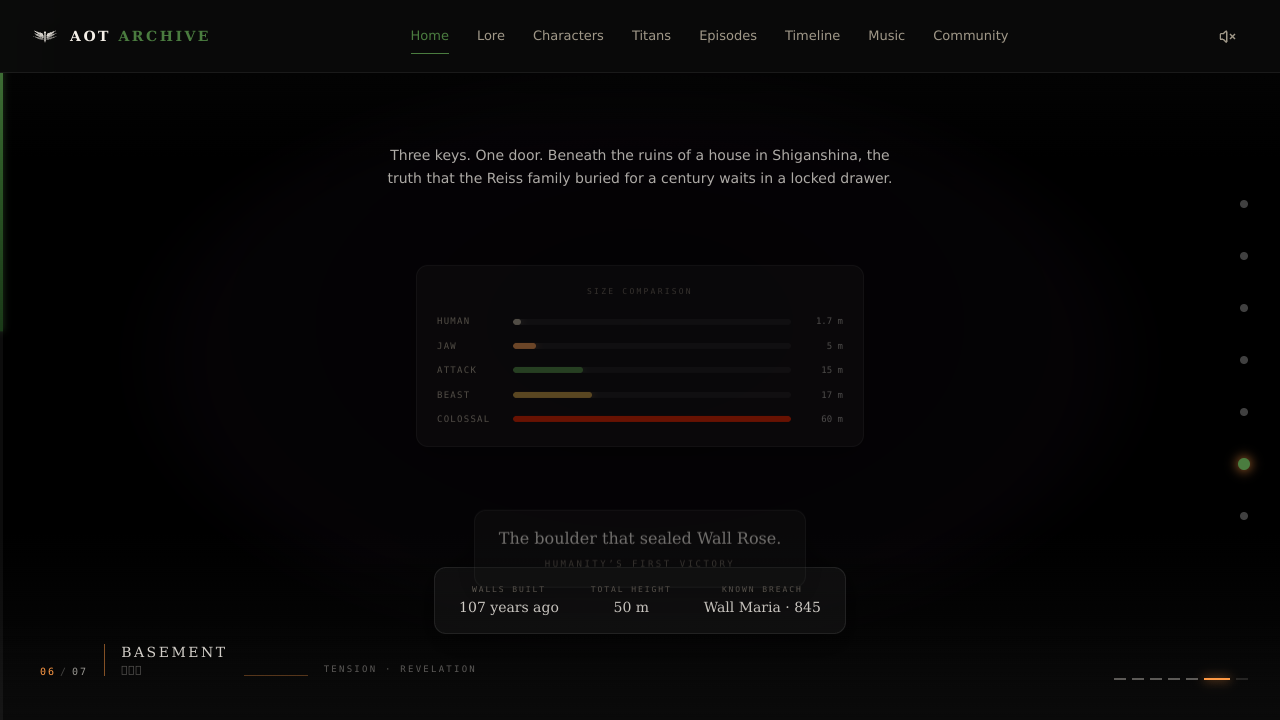 AOT ARCHIVE
Home Lore Characters Titans Episodes Timeline Music Community
Three keys. One door. Beneath the ruins of a house in Shiganshina, the
truth that the Reiss family buried for a century waits in a locked drawer.
SIZE COMPARISON
HUMAN 1.7 m
JAW 5 m
ATTACK 15 m
BEAST 17 m
COLOSSAL 60 m
The boulder that sealed Wall Rose.
HUMANITY'S FIRST VICTORY
WALLS BUILT TOTAL HEIGHT KNOWN BREACH
107 years ago 50 m Wall Maria · 845
06 / 07
BASEMENT
TENSION · REVELATION